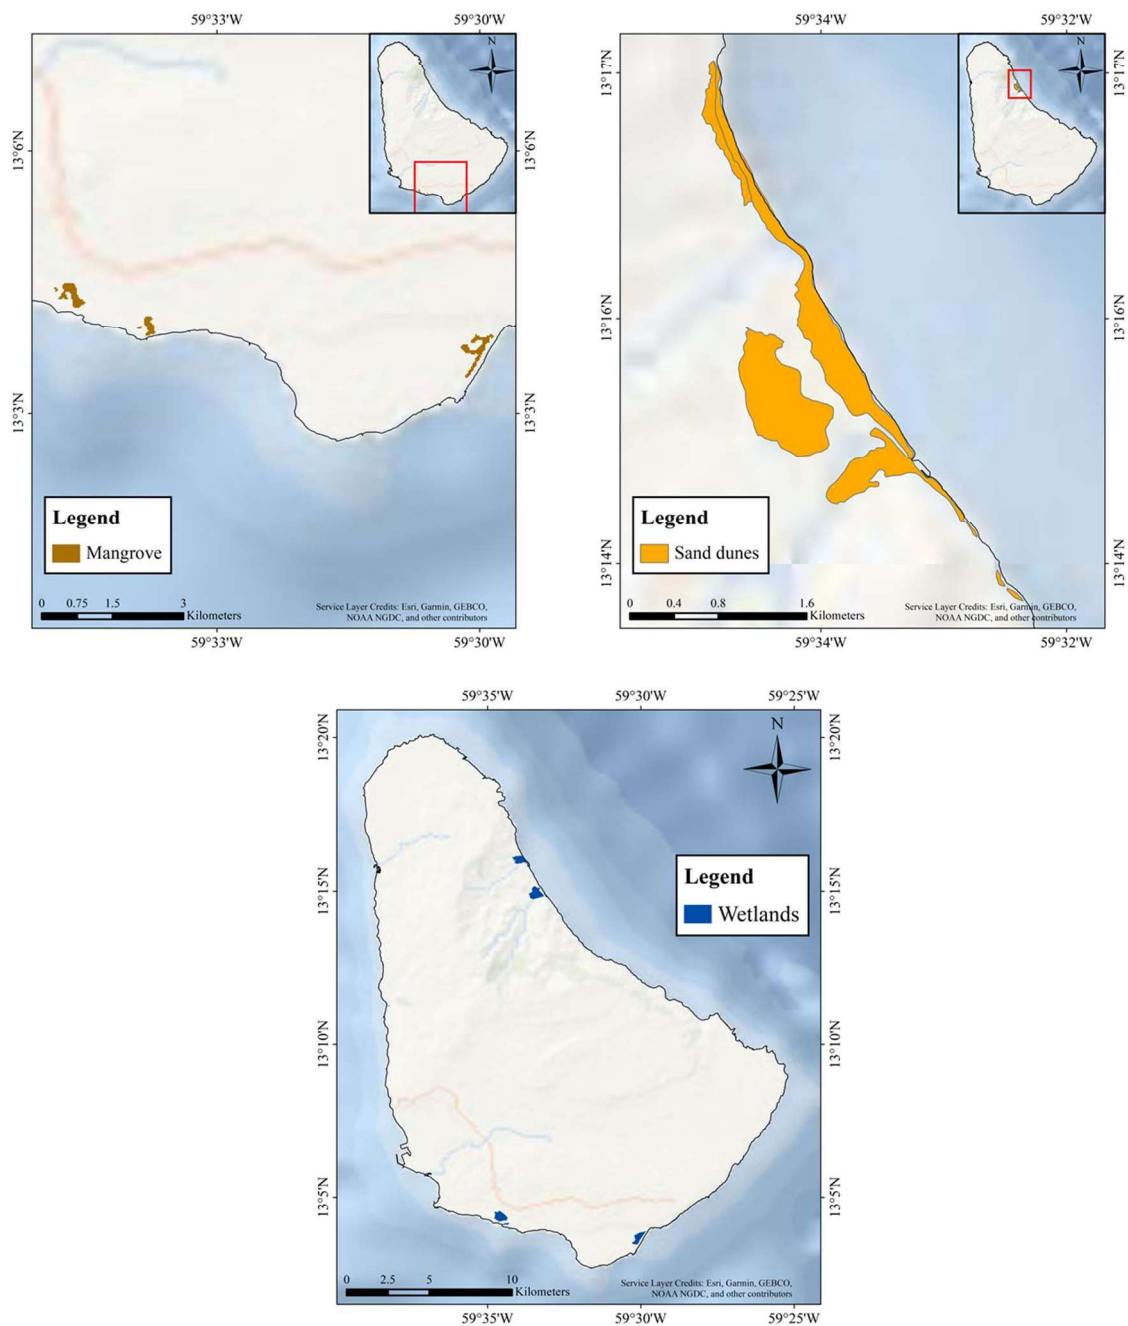 59°33'W 59°30'W
N
13°6'N 13°6'N
13°3'N 13°3'N
Legend
Mangrove
0 0.75 1.5 3
Kilometers
Service Layer Credits: Esri, Garmin, GEBCO,
NOAA NGDC, and other contributors
59°33'W 59°30'W
59°34'W 59°32'W
N
13°17'N 13°17'N
13°16'N 13°16'N
13°14'N 13°14'N
Legend
Sand dunes
0 0.4 0.8 1.6
Kilometers
Service Layer Credits: Esri, Garmin, GEBCO,
NOAA NGDC, and other contributors
59°34'W 59°32'W
59°35'W 59°30'W 59°25'W
N
13°20'N 13°20'N
13°15'N 13°15'N
13°10'N 13°10'N
13°5'N 13°5'N
Legend
Wetlands
0 2.5 5 10
Kilometers
Service Layer Credits: Esri, Garmin, GEBCO,
NOAA NGDC, and other contributors
59°35'W 59°30'W 59°25'W